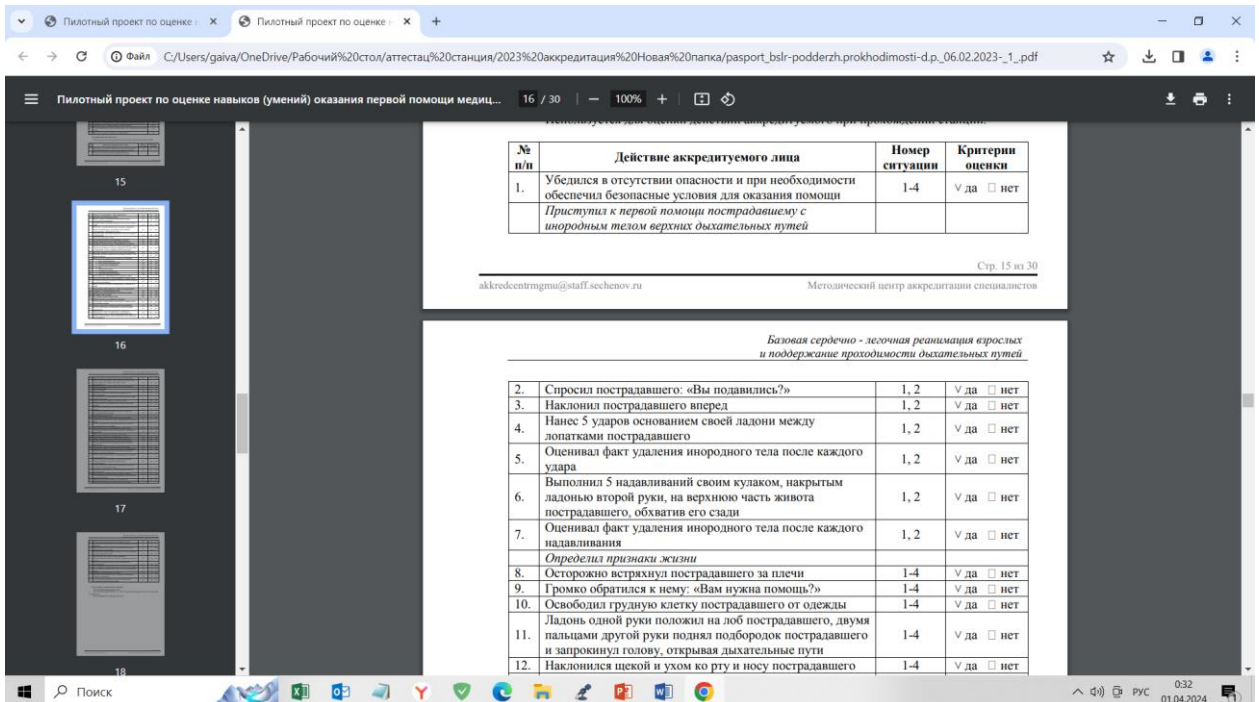 Пилотный проект по оценке н
Пилотный проект по оценке н
Файл C:/Users/gaiva/OneDrive/Рабочий%20стол/аттестац%20станция/2023%20аккредитация%20Новая%20папка/pasport_bslr-podderzh.prokhodimosti-d.p._06.02.2023-_1_.pdf
Пилотный проект по оценке навыков (умений) оказания первой помощи медиц... 16 / 30 100%
Используется для оценки действий аккредитуемого при прохождении станции.
№ п/п Действие аккредитуемого лица Номер ситуации Критерии оценки
1. Убедился в отсутствии опасности и при необходимости
обеспечил безопасные условия для оказания помощи 1-4 ˅ да □ нет
Приступил к первой помощи пострадавшему с
инородным телом верхних дыхательных путей
Стр. 15 из 30
akkredcentrmgmu@staff.sechenov.ru Методический центр аккредитации специалистов
Базовая сердечно - легочная реанимация взрослых
и поддержание проходимости дыхательных путей
2. Спросил пострадавшего: «Вы подавились?» 1, 2 ˅ да □ нет
3. Наклонил пострадавшего вперед 1, 2 ˅ да □ нет
4. Нанес 5 ударов основанием своей ладони между
лопатками пострадавшего 1, 2 ˅ да □ нет
5. Оценивал факт удаления инородного тела после каждого
удара 1, 2 ˅ да □ нет
6. Выполнил 5 надавливаний своим кулаком, накрытым
ладонью второй руки, на верхнюю часть живота
пострадавшего, обхватив его сзади 1, 2 ˅ да □ нет
7. Оценивал факт удаления инородного тела после каждого
надавливания 1, 2 ˅ да □ нет
Определил признаки жизни
8. Осторожно встряхнул пострадавшего за плечи 1-4 ˅ да □ нет
9. Громко обратился к нему: «Вам нужна помощь?» 1-4 ˅ да □ нет
10. Освободил грудную клетку пострадавшего от одежды 1-4 ˅ да □ нет
11. Ладонь одной руки положил на лоб пострадавшего, двумя
пальцами другой руки поднял подбородок пострадавшего
и запрокинул голову, открывая дыхательные пути 1-4 ˅ да □ нет
12. Наклонился щекой и ухом ко рту и носу пострадавшего 1-4 ˅ да □ нет
15
16
17
18
Поиск
РУС
0:32
01.04.2024